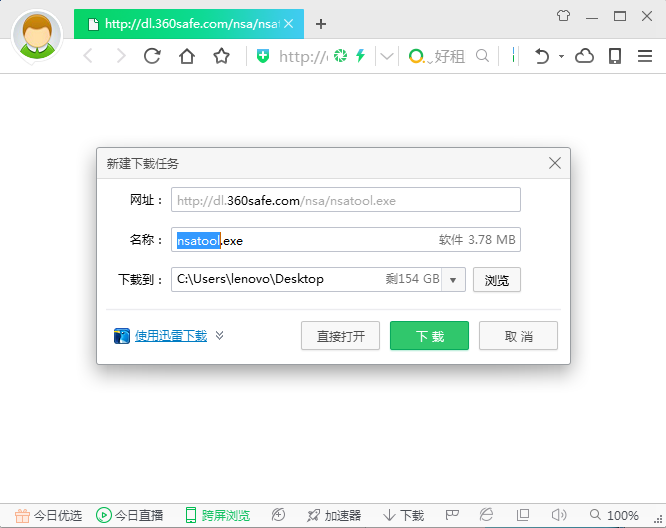 http://dl.360safe.com/nsa/nsat
http://d 好租
新建下载任务
网址： http://dl.360safe.com/nsa/nsatool.exe
名称： nsatool.exe 软件 3.78 MB
下载到： C:\Users\lenovo\Desktop 剩154 GB 浏览
使用迅雷下载 直接打开 下载 取消
今日优选 今日直播 跨屏浏览 加速器 下载 100%